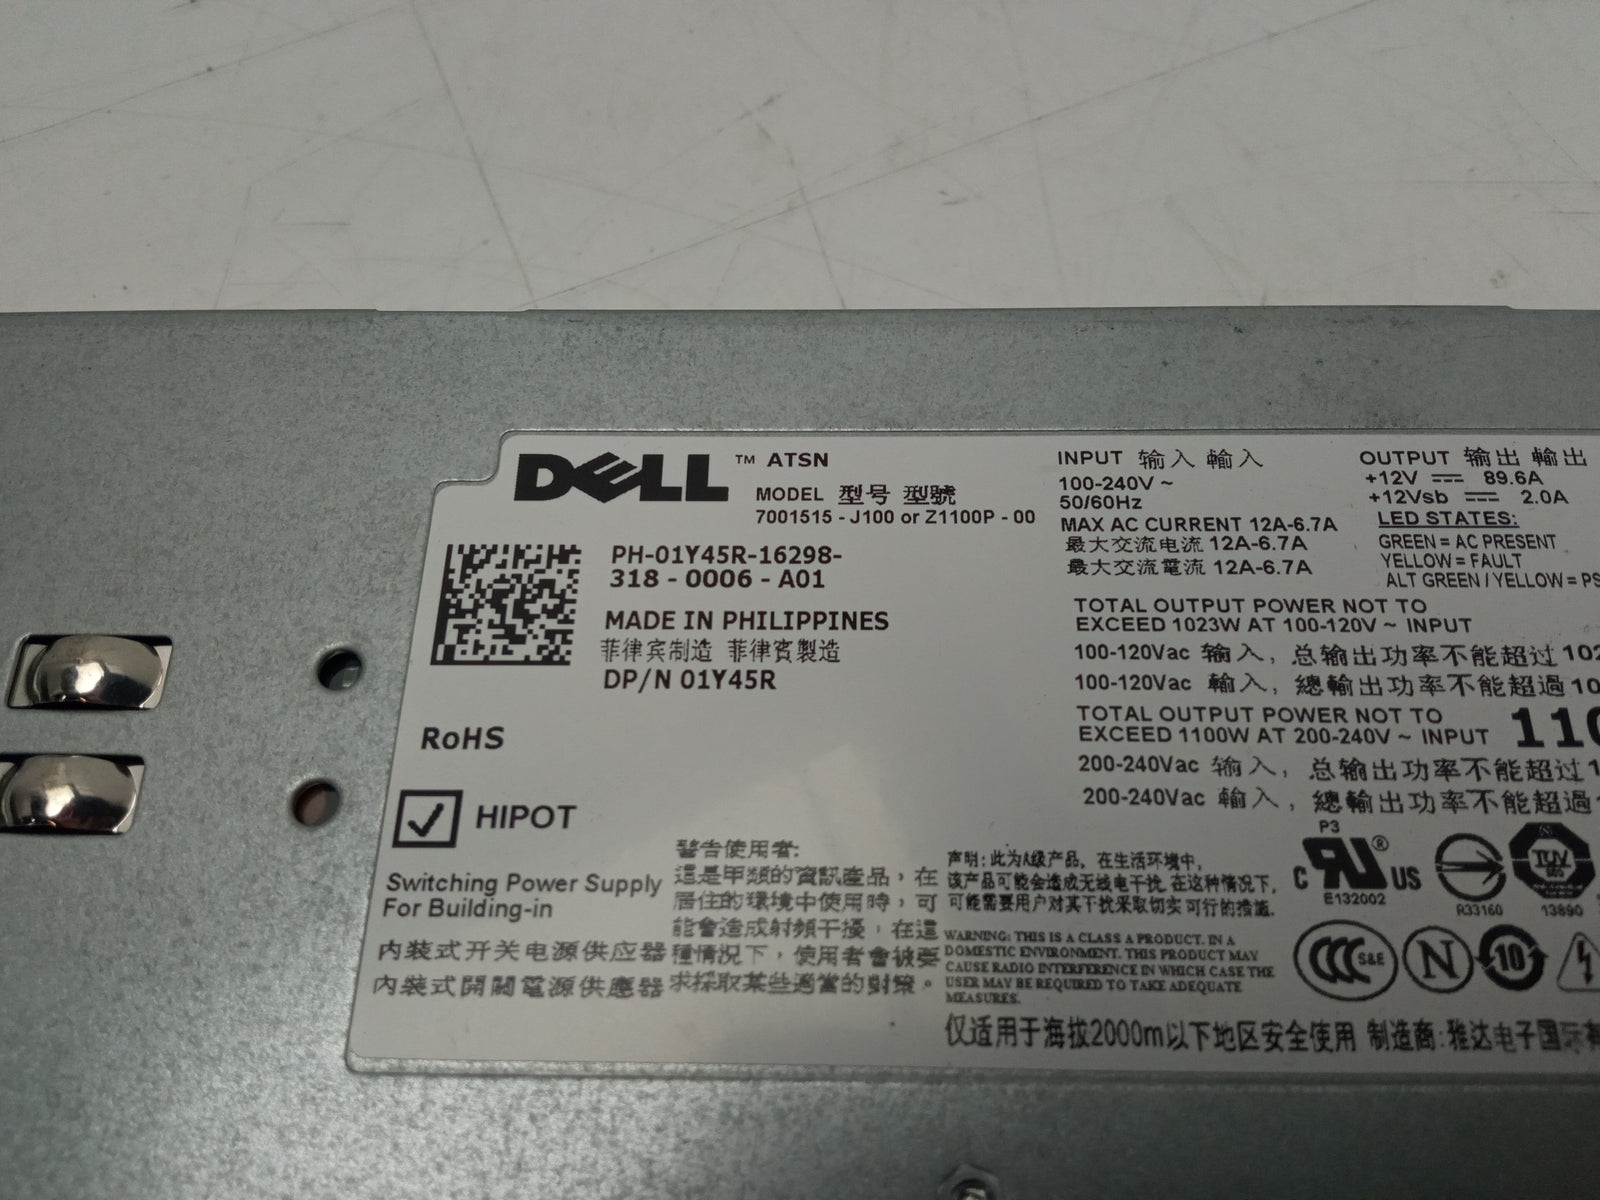 DELL ™ ATSN
MODEL 型号 型號
7001515 - J100 or Z1100P - 00
PH-01Y45R-16298-
318 - 0006 - A01
MADE IN PHILIPPINES
菲律宾制造 菲律賓製造
DP/N 01Y45R
RoHS
HIPOT
Switching Power Supply
For Building-in
内装式开关电源供应器
內裝式開關電源供應器
警告使用者:
這是甲類的資訊產品，在
居住的環境中使用時，可
能會造成射頻干擾，在這
種情況下，使用者會被要
求採取某些適當的對策。
INPUT 输入 輸入
100-240V ~
50/60Hz
MAX AC CURRENT 12A-6.7A
最大交流电流 12A-6.7A
最大交流電流 12A-6.7A
OUTPUT 输出 輸出
+12V ⎓ 89.6A
+12Vsb ⎓ 2.0A
LED STATES:
GREEN = AC PRESENT
YELLOW = FAULT
ALT GREEN / YELLOW = PS
TOTAL OUTPUT POWER NOT TO
EXCEED 1023W AT 100-120V ~ INPUT
100-120Vac 输入，总输出功率不能超过 102
100-120Vac 輸入，總輸出功率不能超過 10
TOTAL OUTPUT POWER NOT TO
EXCEED 1100W AT 200-240V ~ INPUT 110
200-240Vac 输入，总输出功率不能超过 1
200-240Vac 輸入，總輸出功率不能超過
声明: 此为A级产品，在生活环境中，
该产品可能会造成无线电干扰. 在这种情况下，
可能需要用户对其干扰采取切实可行的措施.
WARNING: THIS IS A CLASS A PRODUCT. IN A
DOMESTIC ENVIRONMENT. THIS PRODUCT MAY
CAUSE RADIO INTERFERENCE IN WHICH CASE THE
USER MAY BE REQUIRED TO TAKE ADEQUATE
MEASURES.
P3
C RU ® US
E132002
R33160
TUV
13890
CCC S&E
N
10
仅适用于海拔2000m以下地区安全使用 制造商: 雅达电子国际有